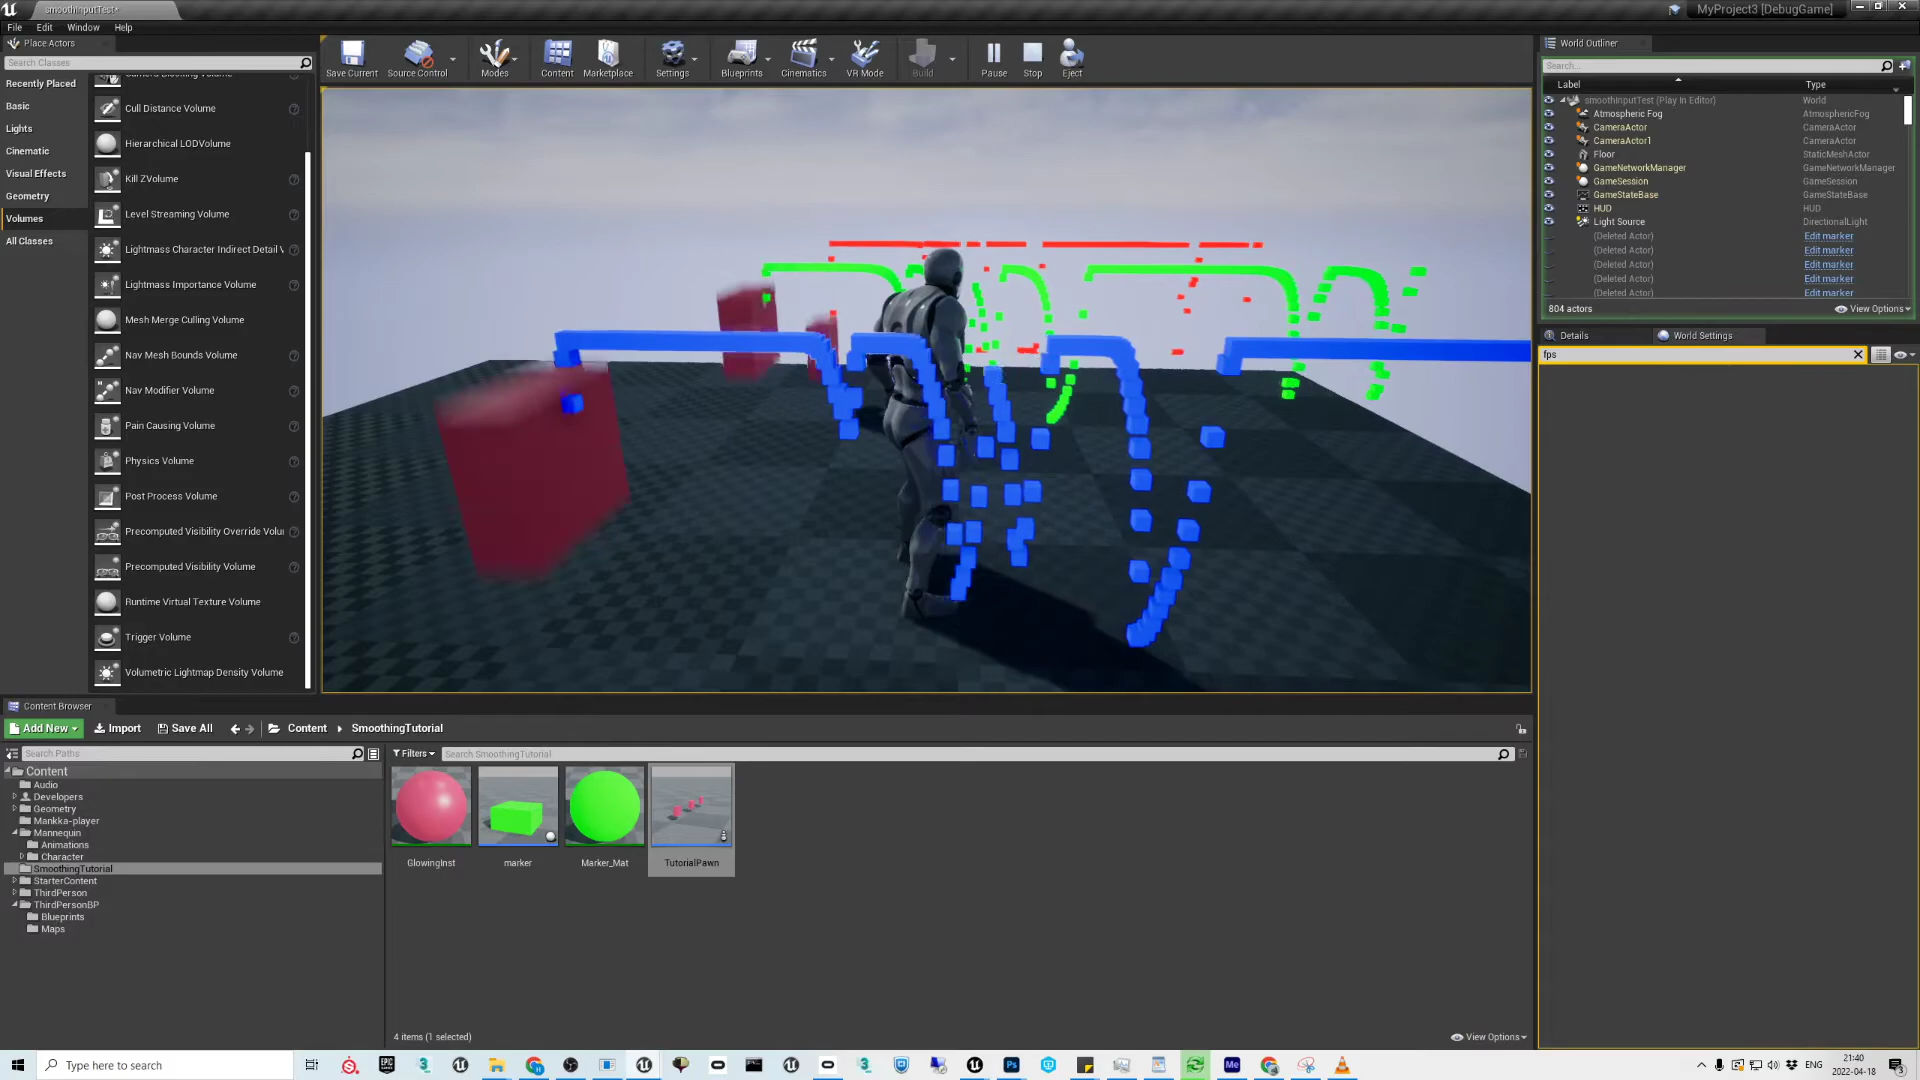 smoothInputTest*
MyProject3 [DebugGame]
File Edit Window Help
Place Actors
Search Classes
Recently Placed
Basic
Lights
Cinematic
Visual Effects
Geometry
Volumes
All Classes
Cull Distance Volume
Hierarchical LODVolume
Kill ZVolume
Level Streaming Volume
Lightmass Character Indirect Detail V
Lightmass Importance Volume
Mesh Merge Culling Volume
Nav Mesh Bounds Volume
Nav Modifier Volume
Pain Causing Volume
Physics Volume
Post Process Volume
Precomputed Visibility Override Volu
Precomputed Visibility Volume
Runtime Virtual Texture Volume
Trigger Volume
Volumetric Lightmap Density Volume
Save Current
Source Control
Modes
Content
Marketplace
Settings
Blueprints
Cinematics
VR Mode
Build
Pause
Stop
Eject
World Outliner
Search...
Label Type
smoothInputTest (Play In Editor) World
Atmospheric Fog AtmosphericFog
CameraActor CameraActor
CameraActor1 CameraActor
Floor StaticMeshActor
GameNetworkManager GameNetworkManager
GameSession GameSession
GameStateBase GameStateBase
HUD HUD
Light Source DirectionalLight
(Deleted Actor) Edit marker
(Deleted Actor) Edit marker
(Deleted Actor) Edit marker
(Deleted Actor) Edit marker
(Deleted Actor) Edit marker
804 actors
View Options
Details
World Settings
fps
Content Browser
Add New
Import
Save All
Content
SmoothingTutorial
Search Paths
Filters
Search SmoothingTutorial
Content
Audio
Developers
Geometry
Mankka-player
Mannequin
Animations
Character
SmoothingTutorial
StarterContent
ThirdPerson
ThirdPersonBP
Blueprints
Maps
GlowingInst
marker
Marker_Mat
TutorialPawn
4 items (1 selected)
View Options
Type here to search
ENG
21:40
2022-04-18